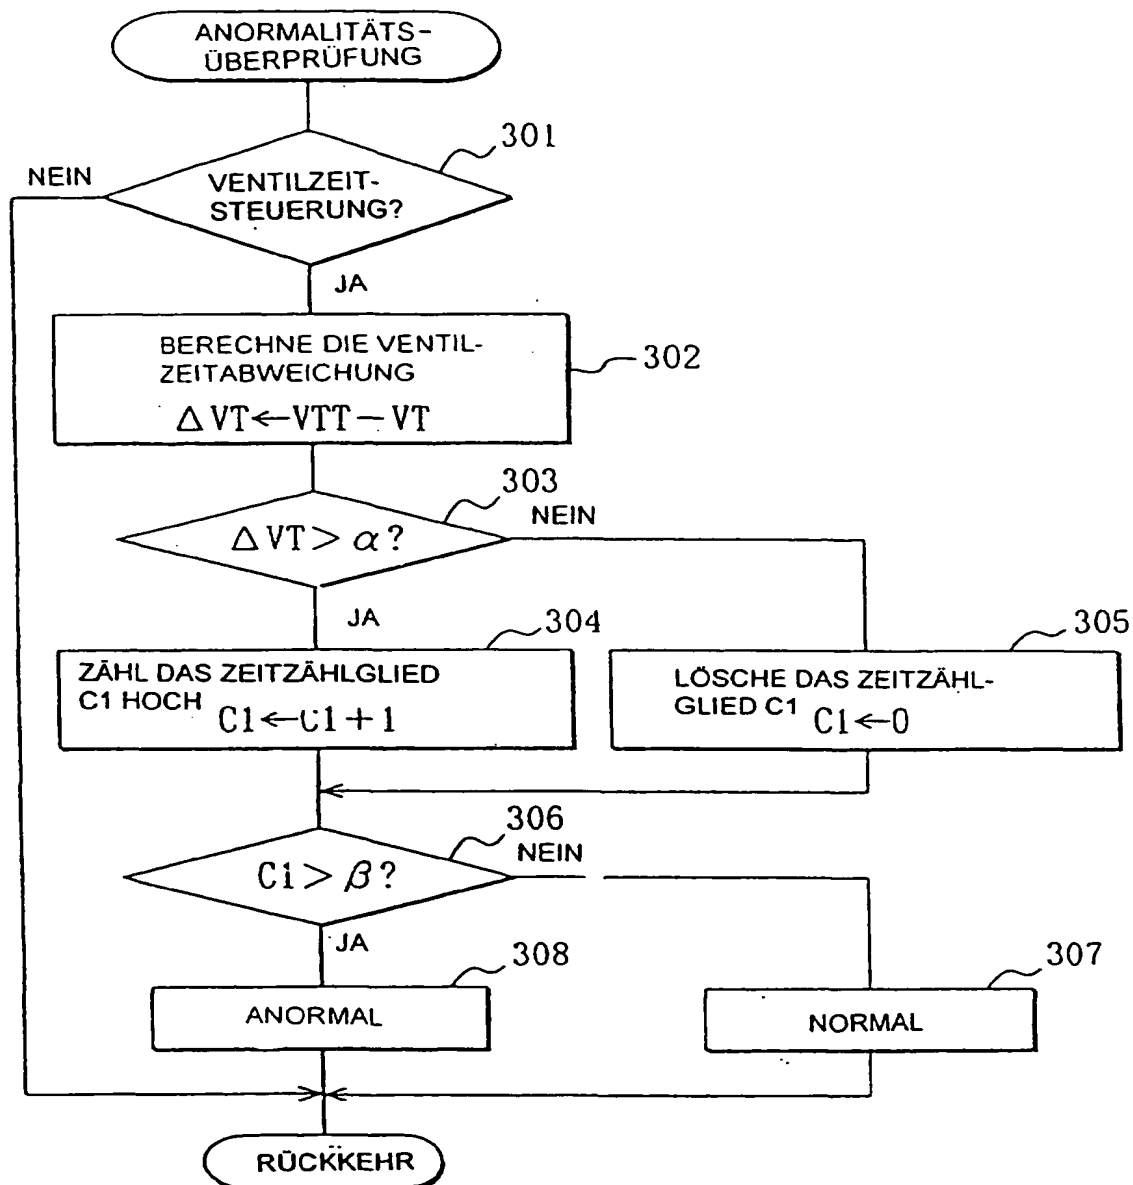 ANORMALITÄTS-
ÜBERPRÜFUNG
301
NEIN
VENTILZEIT-
STEUERUNG?
JA
BERECHNE DIE VENTIL-
ZEITABWEICHUNG
△VT←VTT−VT
302
303
NEIN
△VT>α?
JA
304
305
ZÄHL DAS ZEITZÄHLGLIED
C1 HOCH
C1←C1+1
LÖSCHE DAS ZEITZÄHL-
GLIED C1
C1←0
306
NEIN
C1>β?
JA
308
307
ANORMAL
NORMAL
RÜCKKEHR